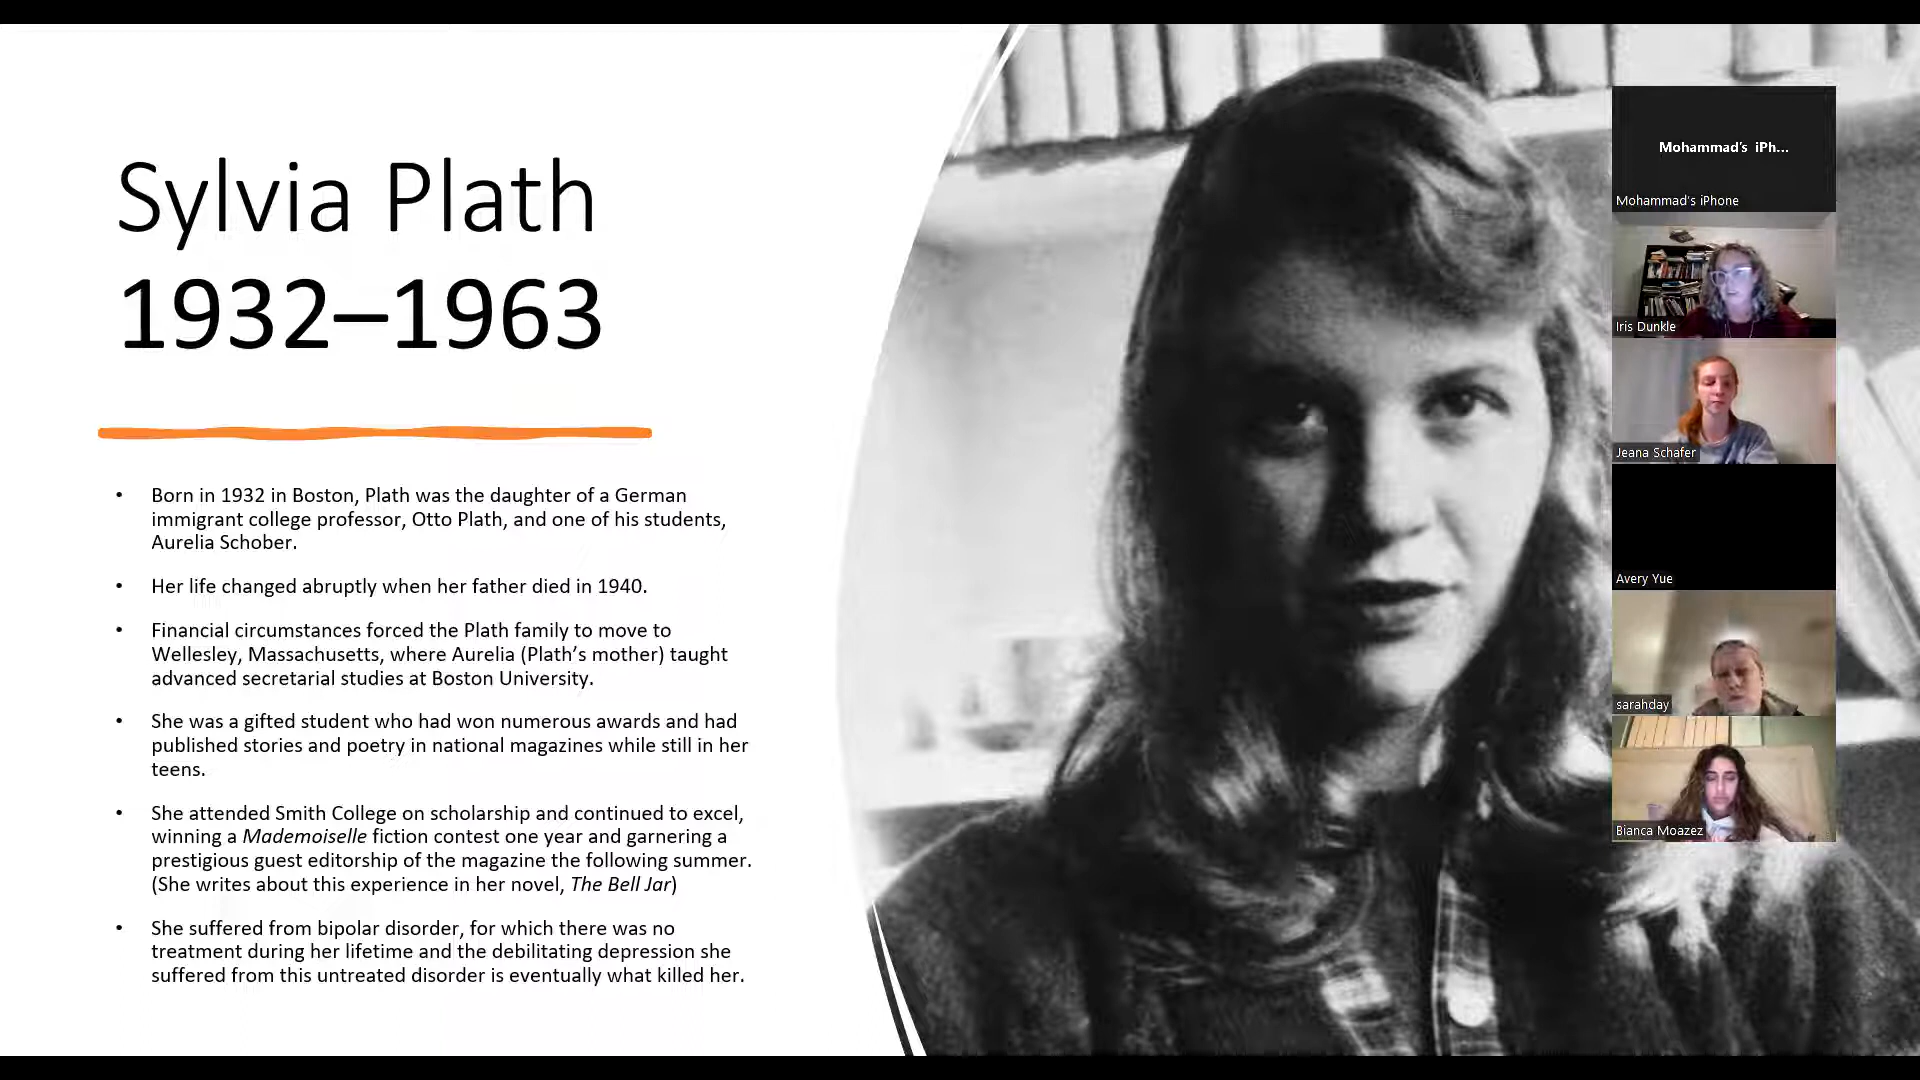 Sylvia Plath
1932–1963
• Born in 1932 in Boston, Plath was the daughter of a German
immigrant college professor, Otto Plath, and one of his students,
Aurelia Schober.
• Her life changed abruptly when her father died in 1940.
• Financial circumstances forced the Plath family to move to
Wellesley, Massachusetts, where Aurelia (Plath’s mother) taught
advanced secretarial studies at Boston University.
• She was a gifted student who had won numerous awards and had
published stories and poetry in national magazines while still in her
teens.
• She attended Smith College on scholarship and continued to excel,
winning a Mademoiselle fiction contest one year and garnering a
prestigious guest editorship of the magazine the following summer.
(She writes about this experience in her novel, The Bell Jar)
• She suffered from bipolar disorder, for which there was no
treatment during her lifetime and the debilitating depression she
suffered from this untreated disorder is eventually what killed her.
Mohammad's iPh...
Mohammad's iPhone
Iris Dunkle
Jeana Schafer
Avery Yue
sarahday
Bianca Moazez